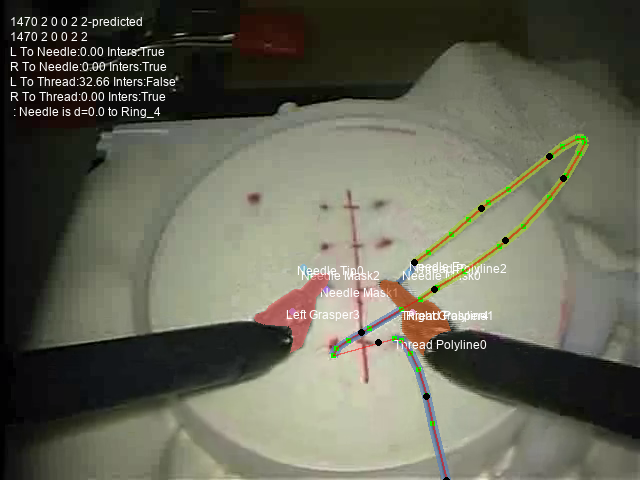 1470 2 0 0 2 2-predicted
1470 2 0 0 2 2
L To Needle:0.00 Inters:True
R To Needle:0.00 Inters:True
L To Thread:32.66 Inters:False
R To Thread:0.00 Inters:True
: Needle is d=0.0 to Ring_4
Needle Tip0
Needle Mask2
Needle Mask1
Left Grasper3
Thread Polyline0